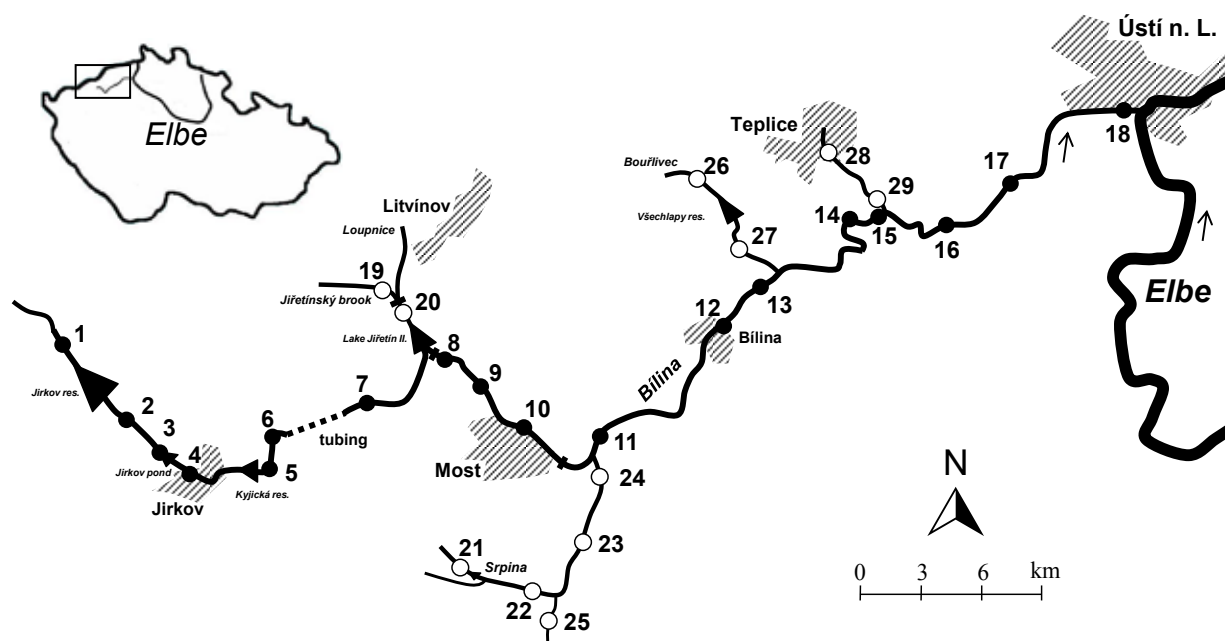 Ústí n. L.
Elbe
18
Teplice
28
17
Bouřlivec
26
29
Litvínov
Všechlapy res.
14
15
16
Loupnice
27
19
Jiřetínský brook
20
13
Elbe
12
Bílina
1
Lake Jiřetín II.
8
Bílina
9
Jirkov res.
7
2
6
10
tubing
11
3
4
Most
N
Jirkov pond
5
24
Kyjická res.
Jirkov
23
21
Srpina
0 3 6 km
22
25